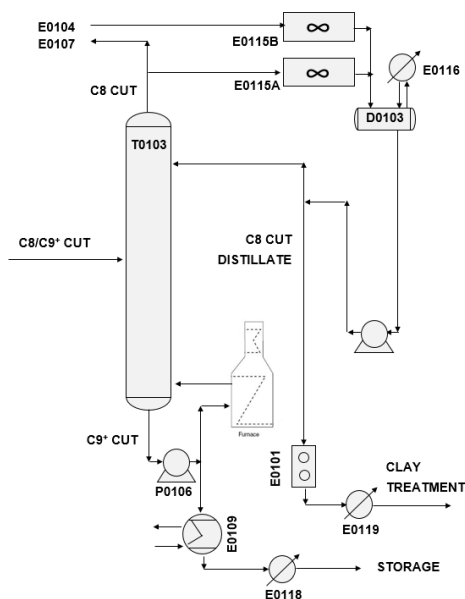 E0104
E0107
E0115B
E0115A
E0116
C8 CUT
D0103
T0103
C8/C9⁺ CUT
C8 CUT
DISTILLATE
Furnace
C9⁺ CUT
P0106
E0101
CLAY
TREATMENT
E0109
E0119
STORAGE
E0118